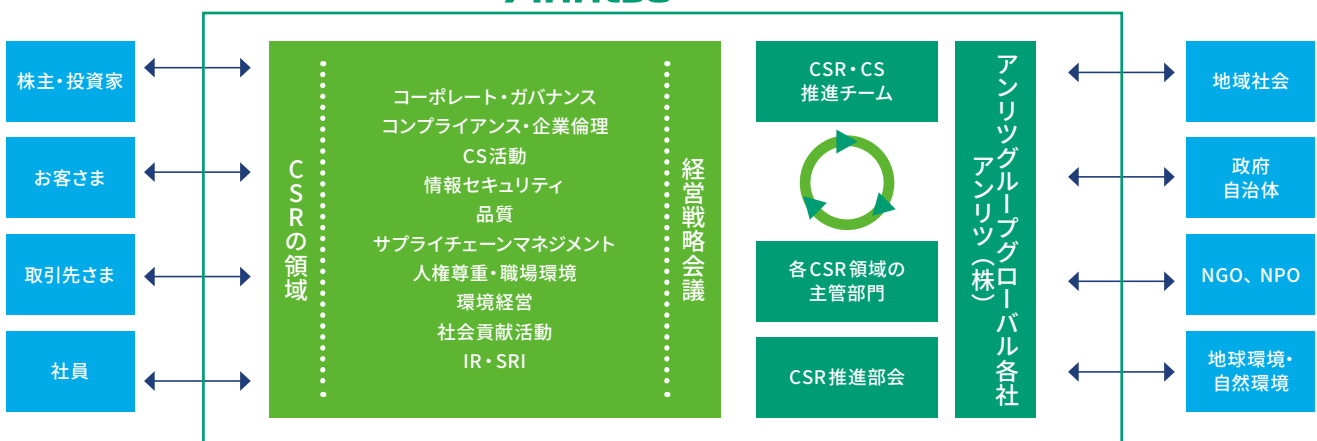 株主・投資家
お客さま
取引先さま
社員
CSRの領域
コーポレート・ガバナンス
コンプライアンス・企業倫理
CS活動
情報セキュリティ
品質
サプライチェーンマネジメント
人権尊重・職場環境
環境経営
社会貢献活動
IR・SRI
経営戦略会議
CSR・CS
推進チーム
各CSR領域の
主管部門
CSR推進部会
アンリツグループグローバル各社
アンリツ(株)
地域社会
政府
自治体
NGO、NPO
地球環境・
自然環境